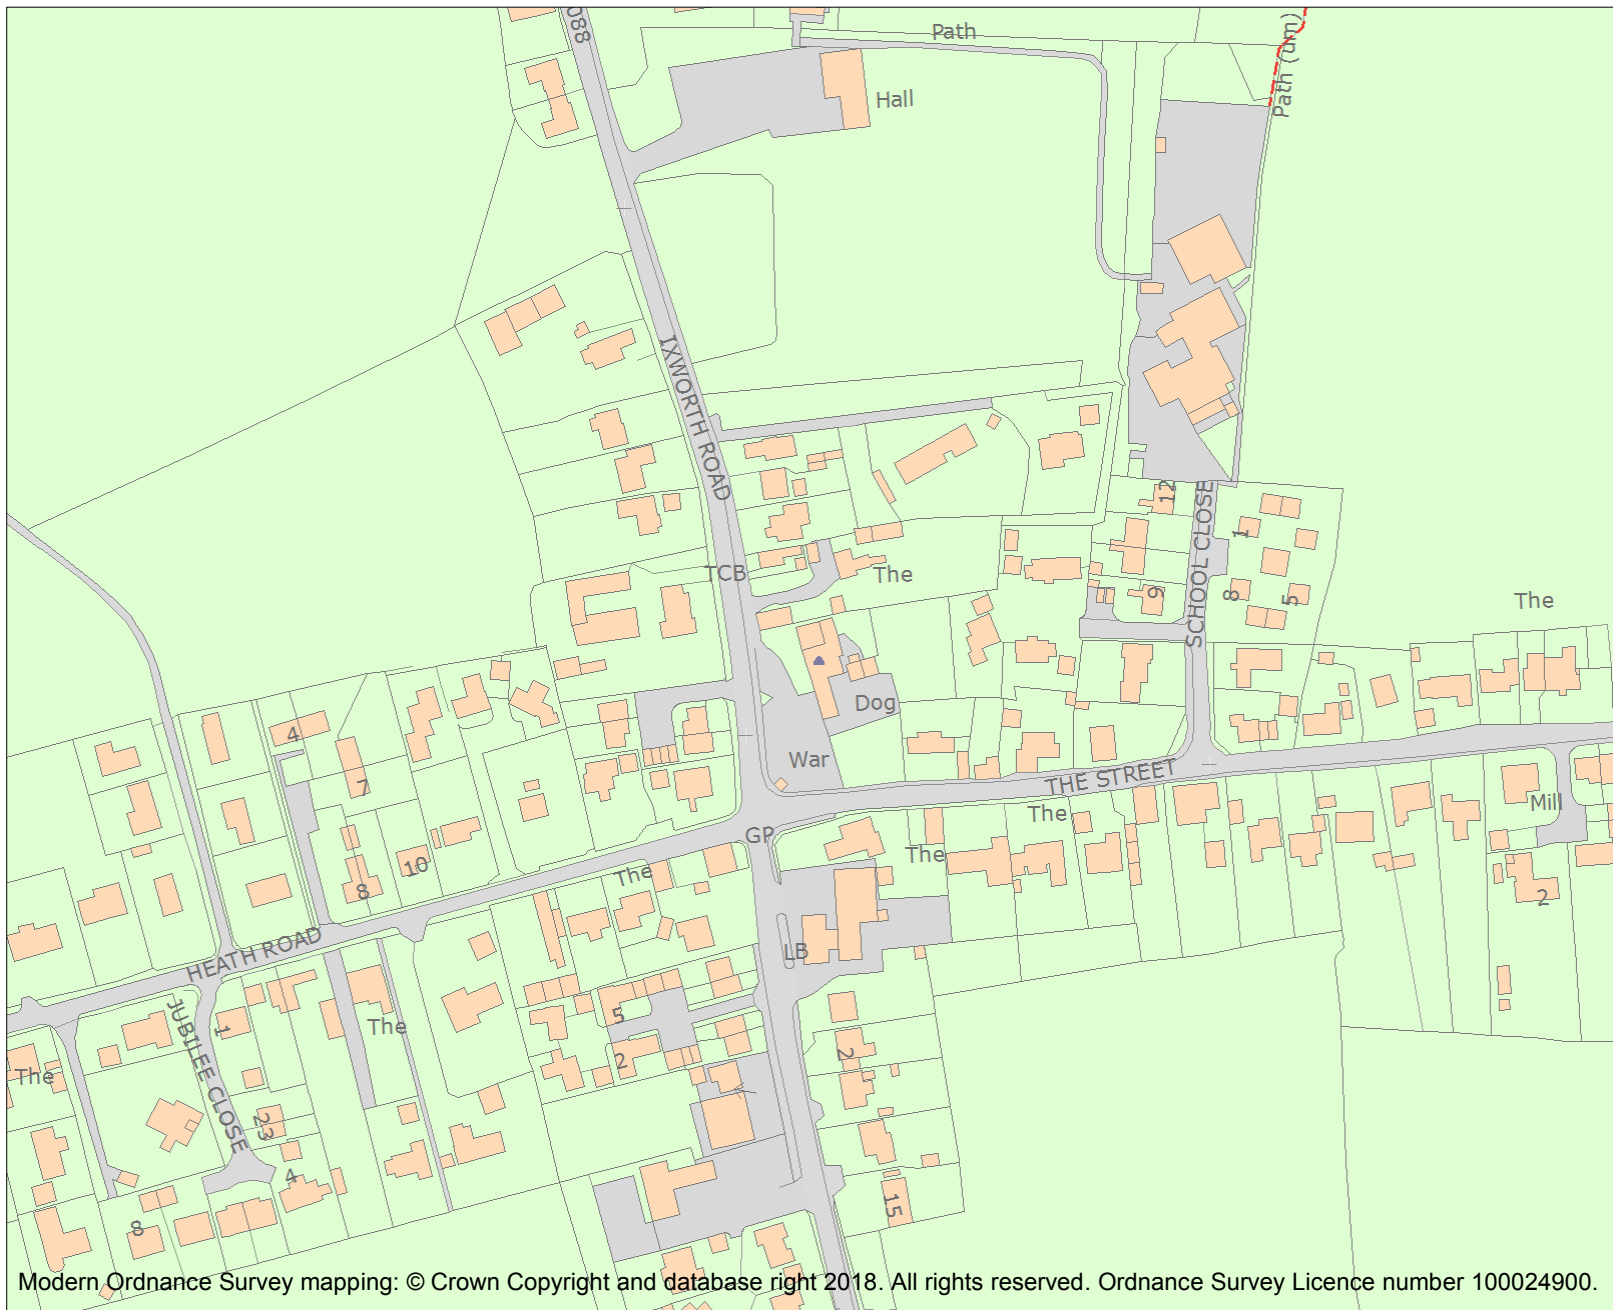 088
Path
Path (um)
Hall
IXWORTH ROAD
12
SCHOOL CLOSE
1
TCB
The
9
8
5
The
Dog
4
War
7
THE STREET
The
Mill
GP
The
10
8
The
2
HEATH ROAD
LB
JUBILEE CLOSE
1
The
5
2
2
The
23
4
15
8
Modern Ordnance Survey mapping: © Crown Copyright and database right 2018. All rights reserved. Ordnance Survey Licence number 100024900.